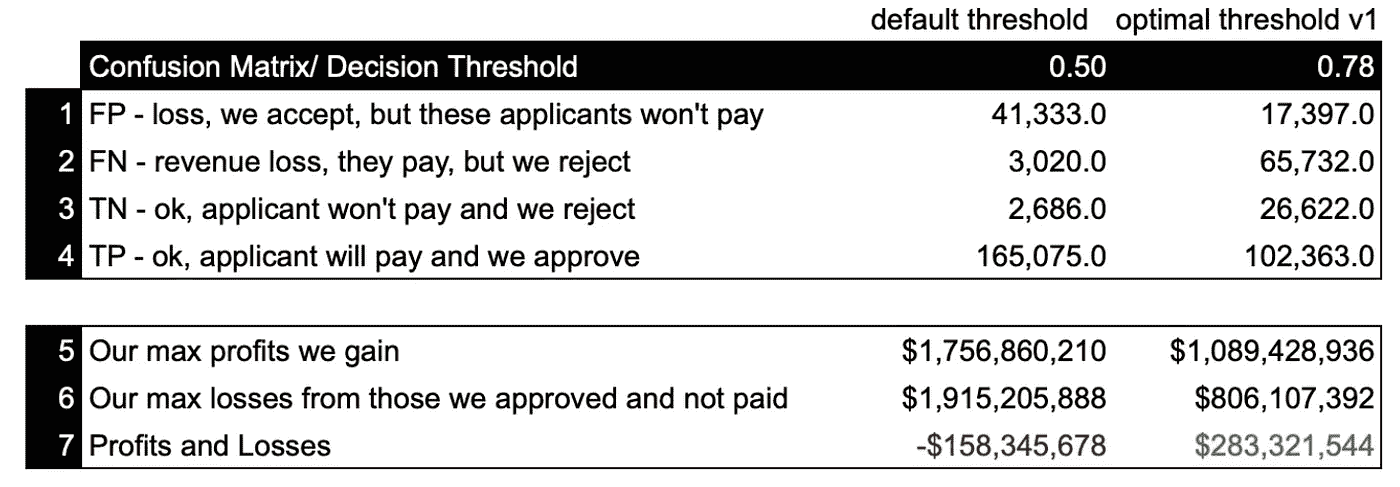 default threshold optimal threshold v1
Confusion Matrix/ Decision Threshold 0.50 0.78
1 FP - loss, we accept, but these applicants won't pay 41,333.0 17,397.0
2 FN - revenue loss, they pay, but we reject 3,020.0 65,732.0
3 TN - ok, applicant won't pay and we reject 2,686.0 26,622.0
4 TP - ok, applicant will pay and we approve 165,075.0 102,363.0
5 Our max profits we gain $1,756,860,210 $1,089,428,936
6 Our max losses from those we approved and not paid $1,915,205,888 $806,107,392
7 Profits and Losses -$158,345,678 $283,321,544